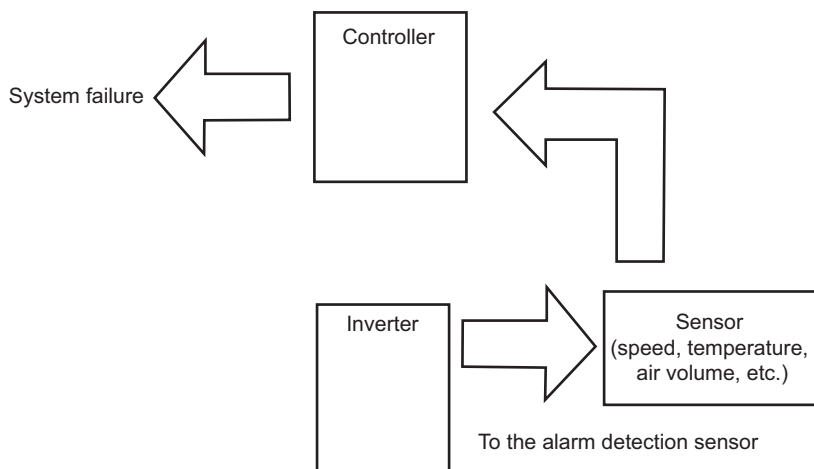 Controller
System failure
Inverter
Sensor
(speed, temperature,
air volume, etc.)
To the alarm detection sensor